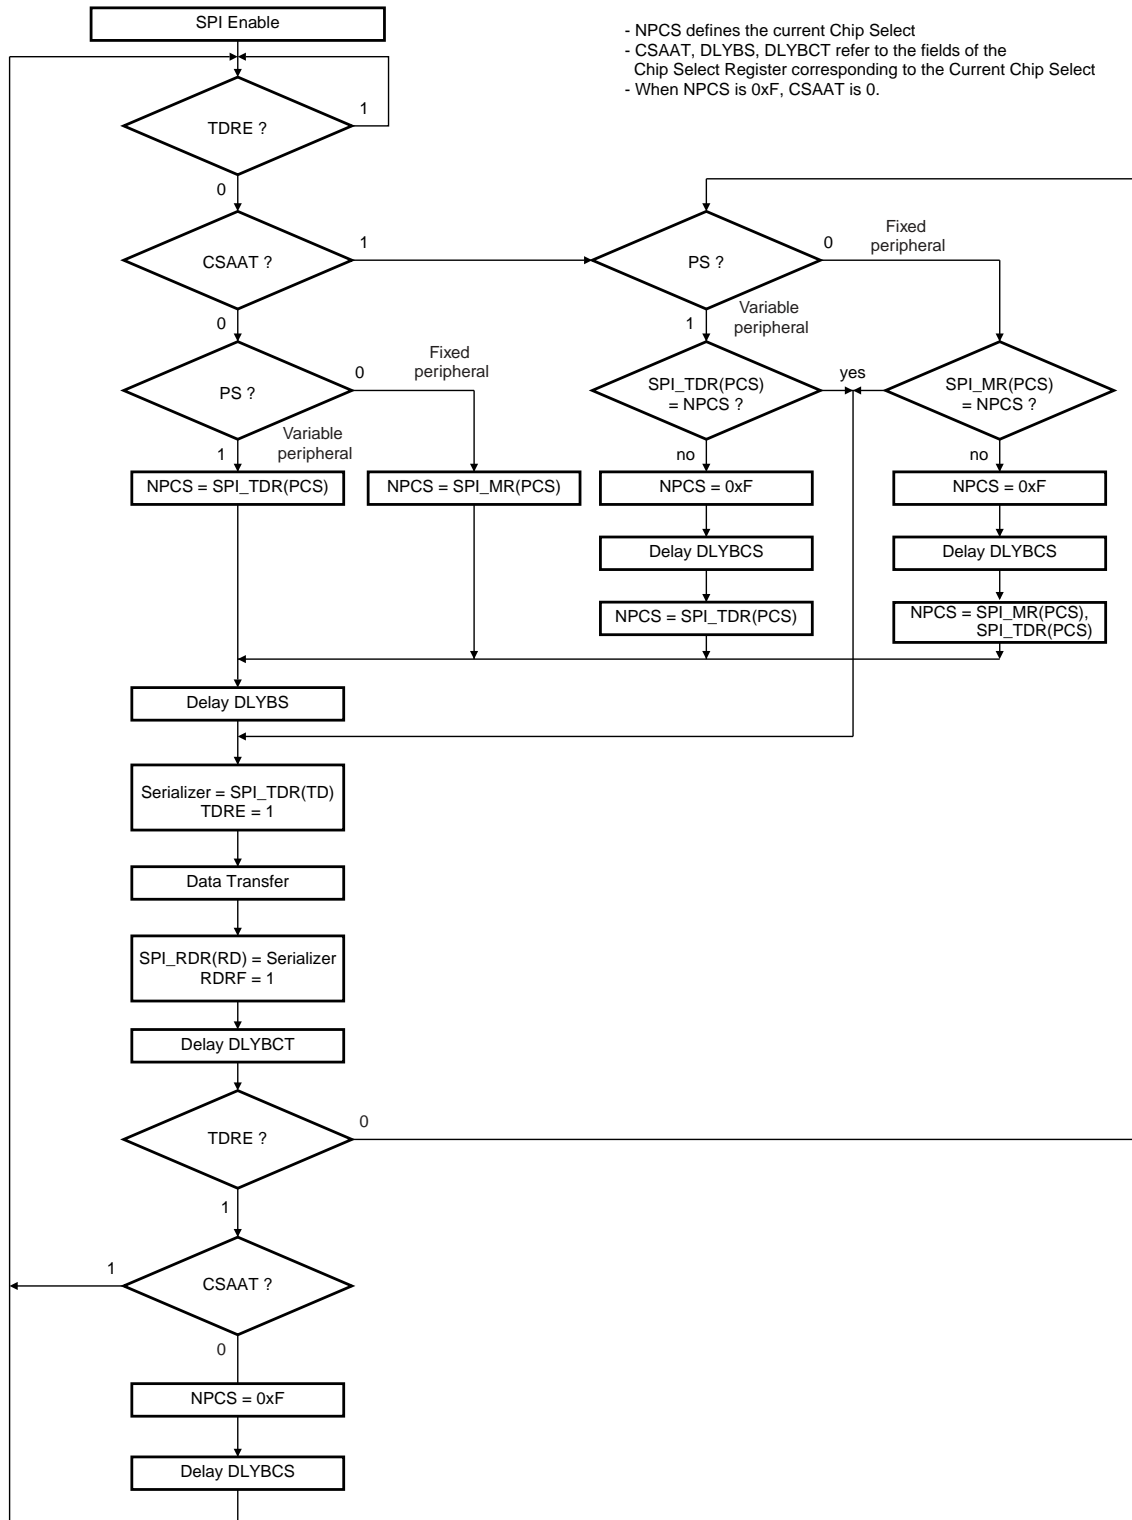 SPI Enable
- NPCS defines the current Chip Select
- CSAAT, DLYBS, DLYBCT refer to the fields of the
Chip Select Register corresponding to the Current Chip Select
- When NPCS is 0xF, CSAAT is 0.
TDRE ?
1
0
CSAAT ?
1
0
PS ?
0
Fixed
peripheral
1
Variable
peripheral
PS ?
0
Fixed
peripheral
1
Variable
peripheral
SPI_TDR(PCS)
= NPCS ?
yes
SPI_MR(PCS)
= NPCS ?
no
no
NPCS = SPI_TDR(PCS)
NPCS = SPI_MR(PCS)
NPCS = 0xF
NPCS = 0xF
Delay DLYBCS
Delay DLYBCS
NPCS = SPI_TDR(PCS)
NPCS = SPI_MR(PCS),
SPI_TDR(PCS)
Delay DLYBS
Serializer = SPI_TDR(TD)
TDRE = 1
Data Transfer
SPI_RDR(RD) = Serializer
RDRF = 1
Delay DLYBCT
TDRE ?
0
1
CSAAT ?
1
0
NPCS = 0xF
Delay DLYBCS